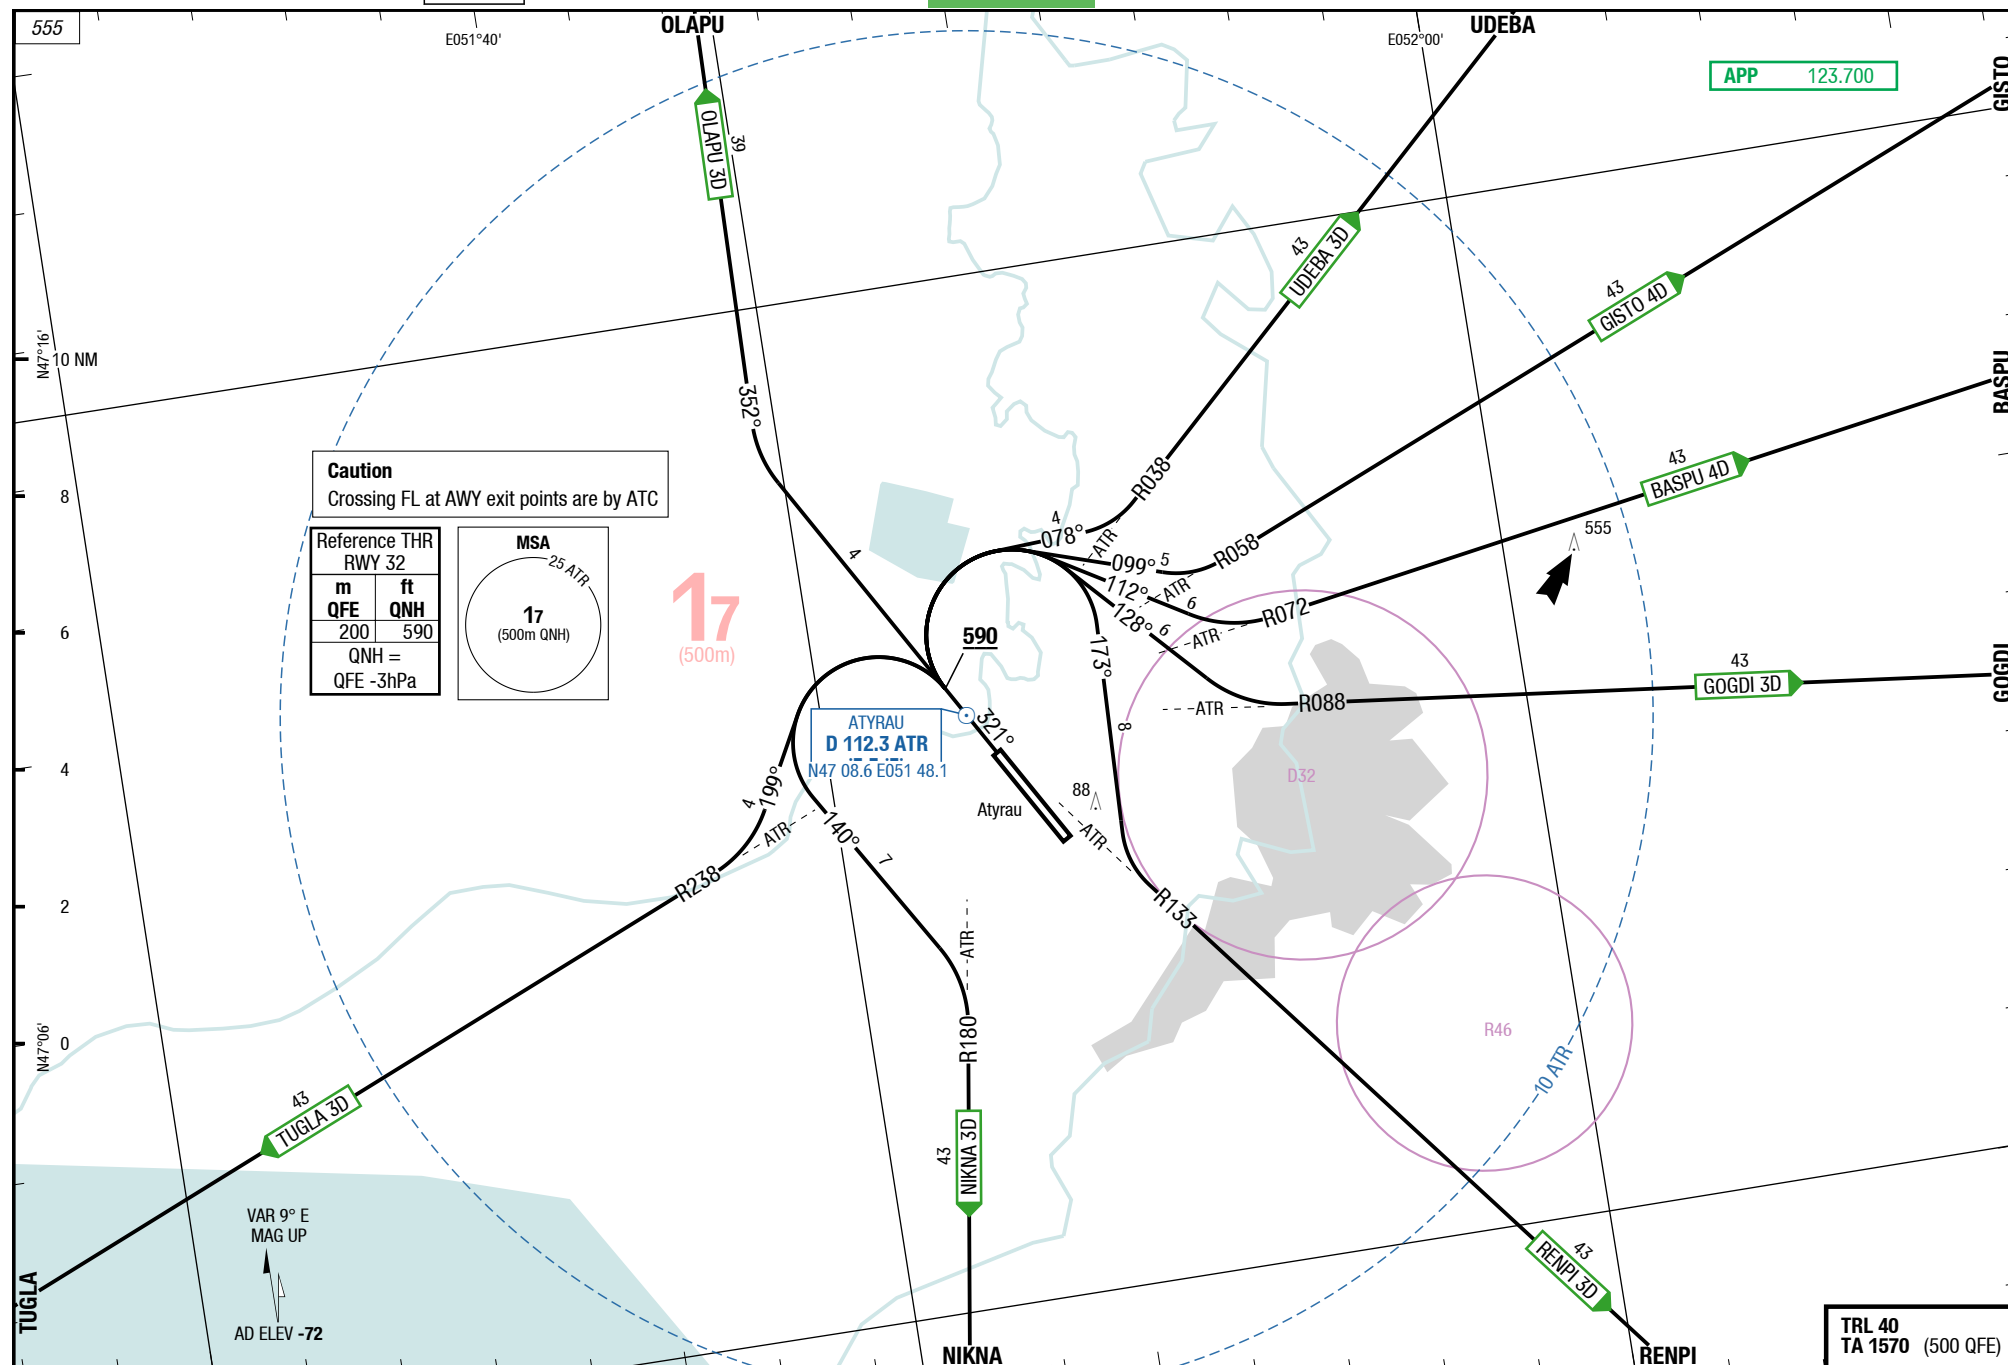 555
OLAPU
UDEBA
E051°40'
E052°00'
APP 123.700
GISTO
OLAPU 3D
39
43
UDEBA 3D
43
GISTO 4D
N47°16'
10 NM
BASPU
352°
Caution
Crossing FL at AWY exit points are by ATC
R038
43
BASPU 4D
8
Reference THR
RWY 32
m ft
QFE QNH
200 590
QNH =
QFE -3hPa
MSA
25 ATR
17
(500m QNH)
17
(500m)
4
4
078°
ATR
099° 5
R058
555
112°
ATR
6
R072
128° 6
ATR
6
590
173°
43
GOGDI 3D
GOGDI
ATR
R088
ATYRAU
D 112.3 ATR
N47 08.6 E051 48.1
321°
8
4
D32
199°
4
88
Atyrau
ATR
140°
ATR
7
R238
R133
2
ATR
N47°06'
0
R180
R46
10 ATR
43
TUGLA 3D
43
NIKNA 3D
VAR 9° E
MAG UP
43
RENPI 3D
TUGLA
AD ELEV -72
TRL 40
TA 1570 (500 QFE)
NIKNA
RENPI